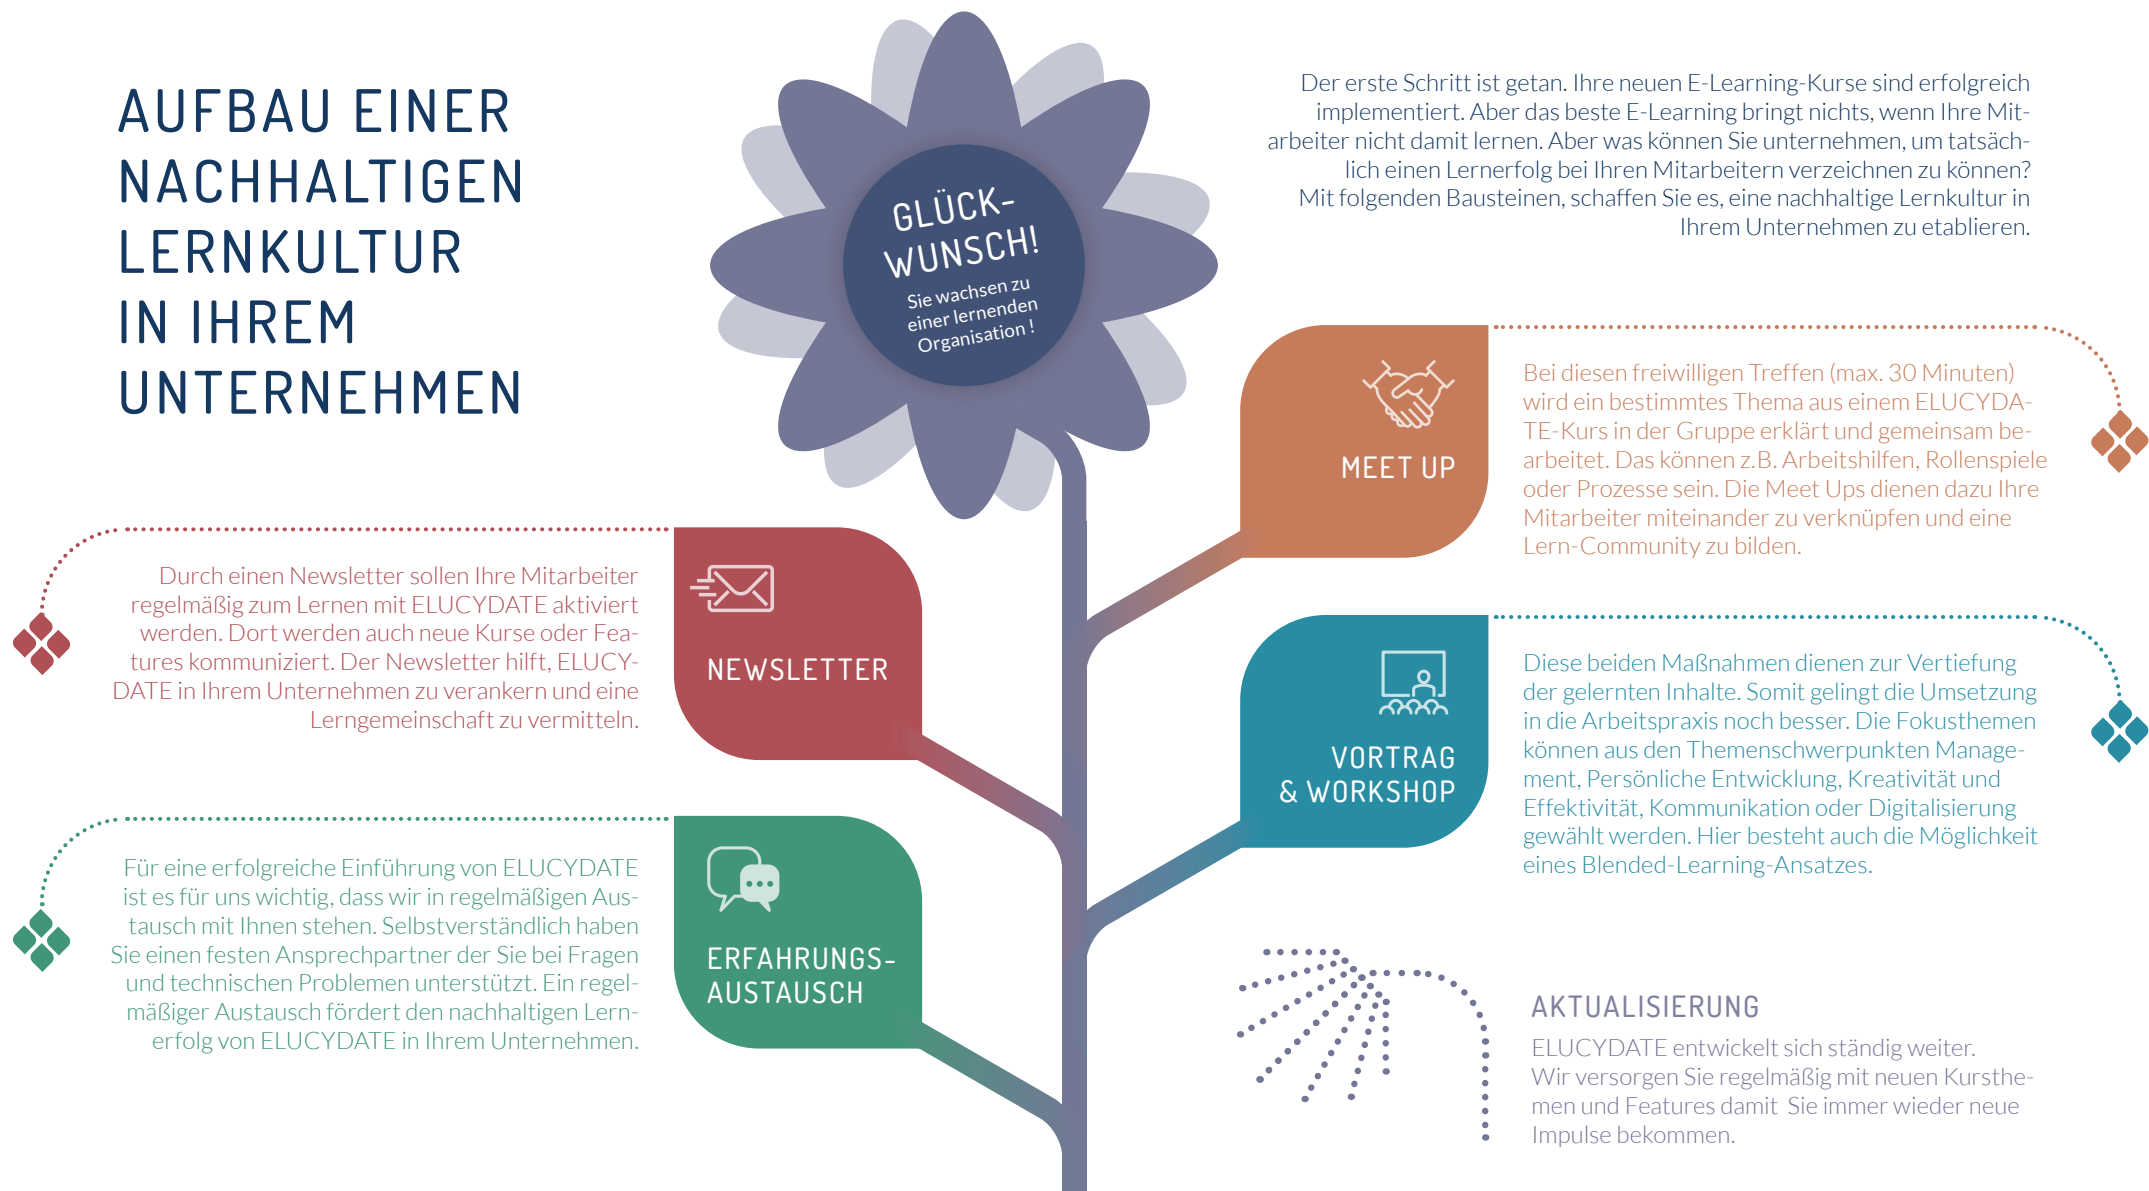 AUFBAU EINER
NACHHALTIGEN
LERNKULTUR
IN IHREM
UNTERNEHMEN
GLÜCK-
WUNSCH!
Sie wachsen zu
einer lernenden
Organisation !
Der erste Schritt ist getan. Ihre neuen E-Learning-Kurse sind erfolgreich
implementiert. Aber das beste E-Learning bringt nichts, wenn Ihre Mit-
arbeiter nicht damit lernen. Aber was können Sie unternehmen, um tatsäch-
lich einen Lernerfolg bei Ihren Mitarbeitern verzeichnen zu können?
Mit folgenden Bausteinen, schaffen Sie es, eine nachhaltige Lernkultur in
Ihrem Unternehmen zu etablieren.
MEET UP
Bei diesen freiwilligen Treffen (max. 30 Minuten)
wird ein bestimmtes Thema aus einem ELUCYDA-
TE-Kurs in der Gruppe erklärt und gemeinsam be-
arbeitet. Das können z.B. Arbeitshilfen, Rollenspiele
oder Prozesse sein. Die Meet Ups dienen dazu Ihre
Mitarbeiter miteinander zu verknüpfen und eine
Lern-Community zu bilden.
Durch einen Newsletter sollen Ihre Mitarbeiter
regelmäßig zum Lernen mit ELUCYDATE aktiviert
werden. Dort werden auch neue Kurse oder Fea-
tures kommuniziert. Der Newsletter hilft, ELUCY-
DATE in Ihrem Unternehmen zu verankern und eine
Lerngemeinschaft zu vermitteln.
NEWSLETTER
VORTRAG
& WORKSHOP
Diese beiden Maßnahmen dienen zur Vertiefung
der gelernten Inhalte. Somit gelingt die Umsetzung
in die Arbeitspraxis noch besser. Die Fokusthemen
können aus den Themenschwerpunkten Manage-
ment, Persönliche Entwicklung, Kreativität und
Effektivität, Kommunikation oder Digitalisierung
gewählt werden. Hier besteht auch die Möglichkeit
eines Blended-Learning-Ansatzes.
Für eine erfolgreiche Einführung von ELUCYDATE
ist es für uns wichtig, dass wir in regelmäßigen Aus-
tausch mit Ihnen stehen. Selbstverständlich haben
Sie einen festen Ansprechpartner der Sie bei Fragen
und technischen Problemen unterstützt. Ein regel-
mäßiger Austausch fördert den nachhaltigen Lern-
erfolg von ELUCYDATE in Ihrem Unternehmen.
ERFAHRUNGS-
AUSTAUSCH
AKTUALISIERUNG
ELUCYDATE entwickelt sich ständig weiter.
Wir versorgen Sie regelmäßig mit neuen Kursthe-
men und Features damit  Sie immer wieder neue
Impulse bekommen.